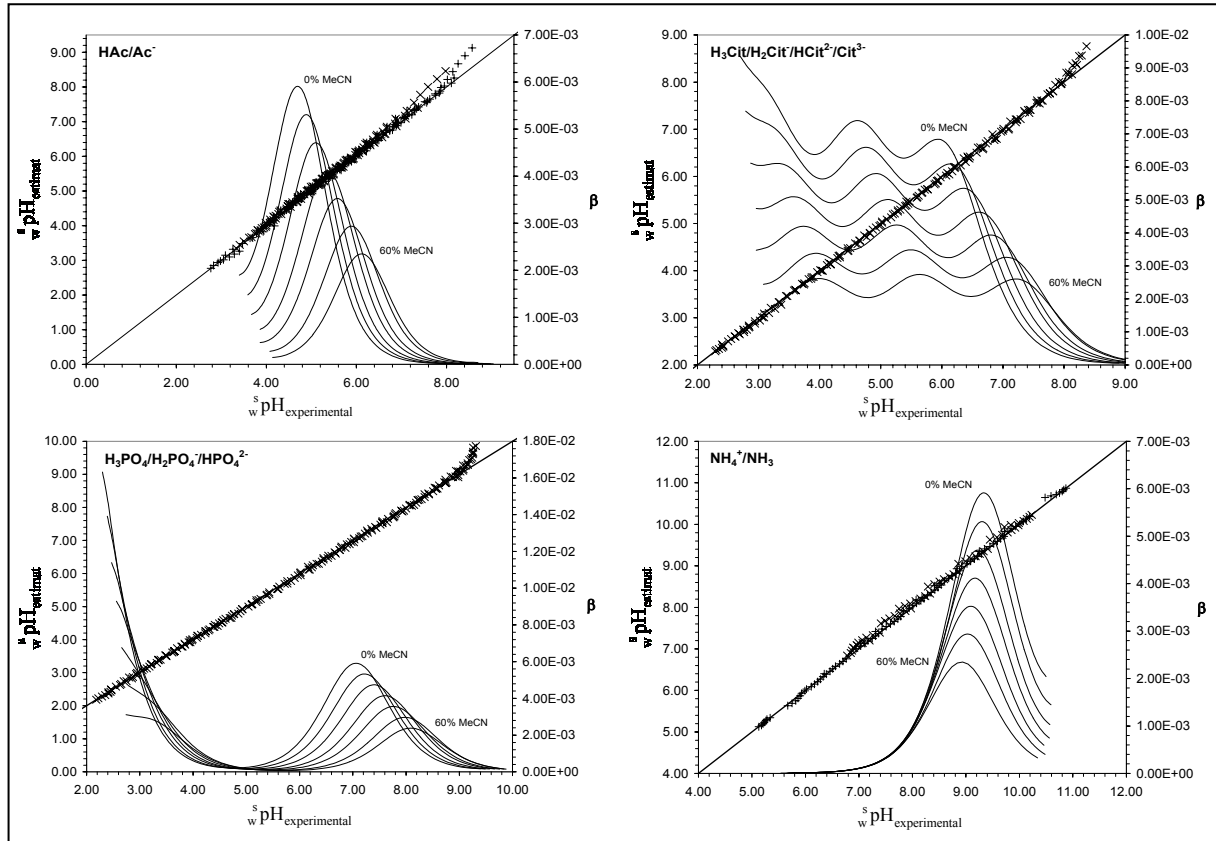 HAc/Ac⁻
9.00
8.00
7.00
6.00
5.00
4.00
3.00
2.00
1.00
0.00
7.00E-03
6.00E-03
5.00E-03
4.00E-03
3.00E-03
2.00E-03
1.00E-03
0.00E+00
0% MeCN
60% MeCN
β
0.00 2.00 4.00 6.00 8.00
ˢwpHexperimental
wpHestimat
H₃Cit/H₂Cit⁻/HCit²⁻/Cit³⁻
9.00
8.00
7.00
6.00
5.00
4.00
3.00
2.00
1.00E-02
9.00E-03
8.00E-03
7.00E-03
6.00E-03
5.00E-03
4.00E-03
3.00E-03
2.00E-03
1.00E-03
0.00E+00
0% MeCN
60% MeCN
β
2.00 3.00 4.00 5.00 6.00 7.00 8.00 9.00
ˢwpHexperimental
wpHestimat
H₃PO₄/H₂PO₄⁻/HPO₄²⁻
10.00
9.00
8.00
7.00
6.00
5.00
4.00
3.00
2.00
1.00
0.00
1.80E-02
1.60E-02
1.40E-02
1.20E-02
1.00E-02
8.00E-03
6.00E-03
4.00E-03
2.00E-03
0.00E+00
0% MeCN
60% MeCN
β
2.00 3.00 4.00 5.00 6.00 7.00 8.00 9.00 10.00
ˢwpHexperimental
wpHestimat
NH₄⁺/NH₃
12.00
11.00
10.00
9.00
8.00
7.00
6.00
5.00
4.00
7.00E-03
6.00E-03
5.00E-03
4.00E-03
3.00E-03
2.00E-03
1.00E-03
0.00E+00
0% MeCN
60% MeCN
β
4.00 5.00 6.00 7.00 8.00 9.00 10.00 11.00 12.00
ˢwpHexperimental
wpHestimat